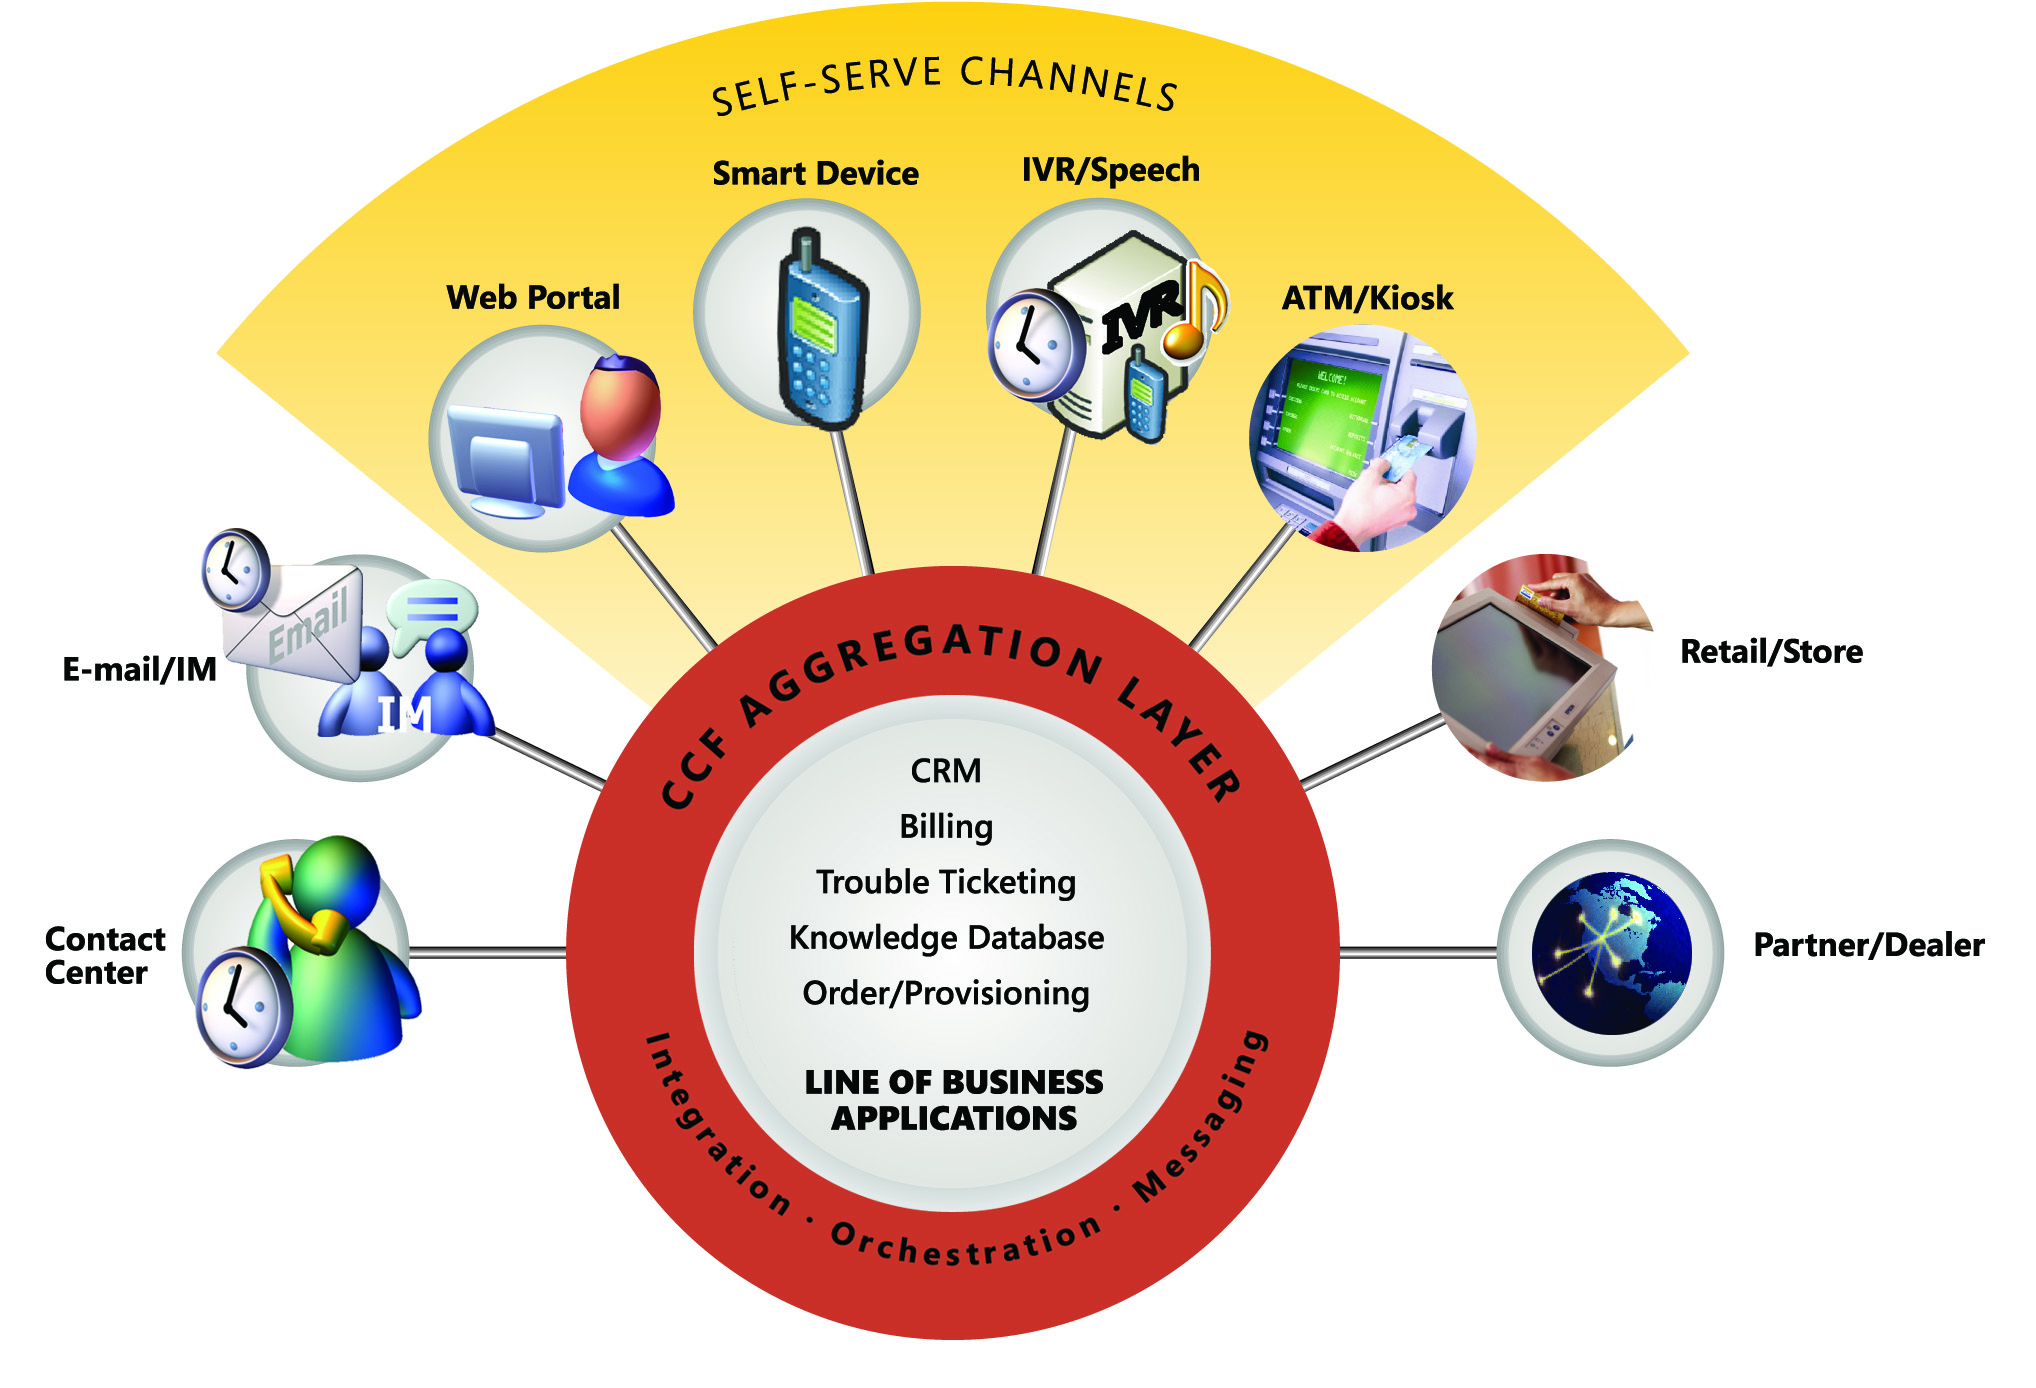 SELF-SERVE CHANNELS
Smart Device
IVR/Speech
Web Portal
ATM/Kiosk
IVR
WELCOME!
E-mail/IM
Email
IM
Retail/Store
Contact
Center
Partner/Dealer
CCF AGGREGATION LAYER
CRM
Billing
Trouble Ticketing
Knowledge Database
Order/Provisioning
LINE OF BUSINESS
APPLICATIONS
Integration · Orchestration · Messaging